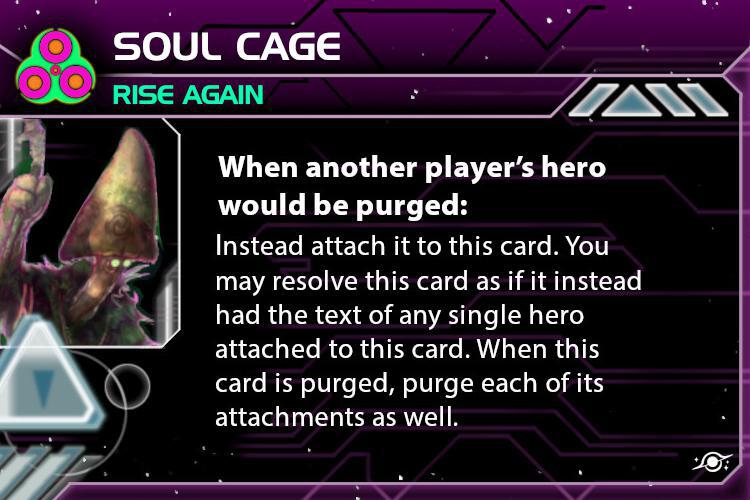 SOUL CAGE
RISE AGAIN
When another player’s hero
would be purged:
Instead attach it to this card. You
may resolve this card as if it instead
had the text of any single hero
attached to this card. When this
card is purged, purge each of its
attachments as well.